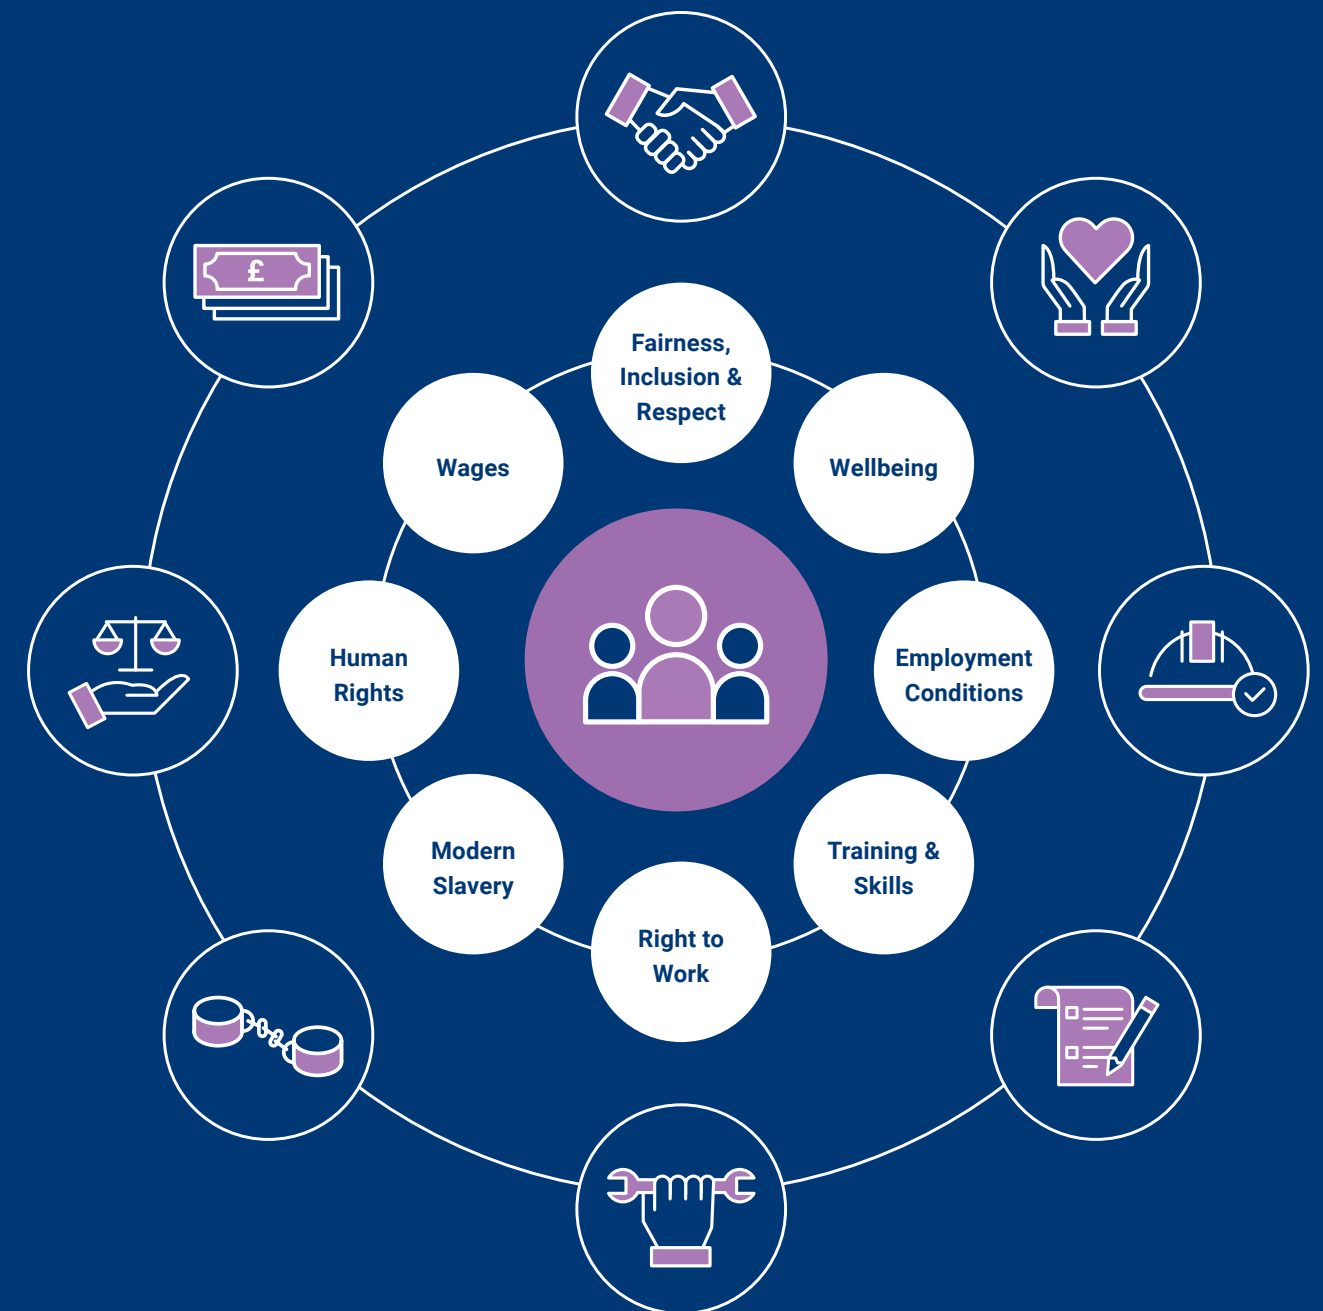 £
Fairness,
Inclusion &
Respect
Wages
Wellbeing
Human
Rights
Employment
Conditions
Modern
Slavery
Training &
Skills
Right to
Work